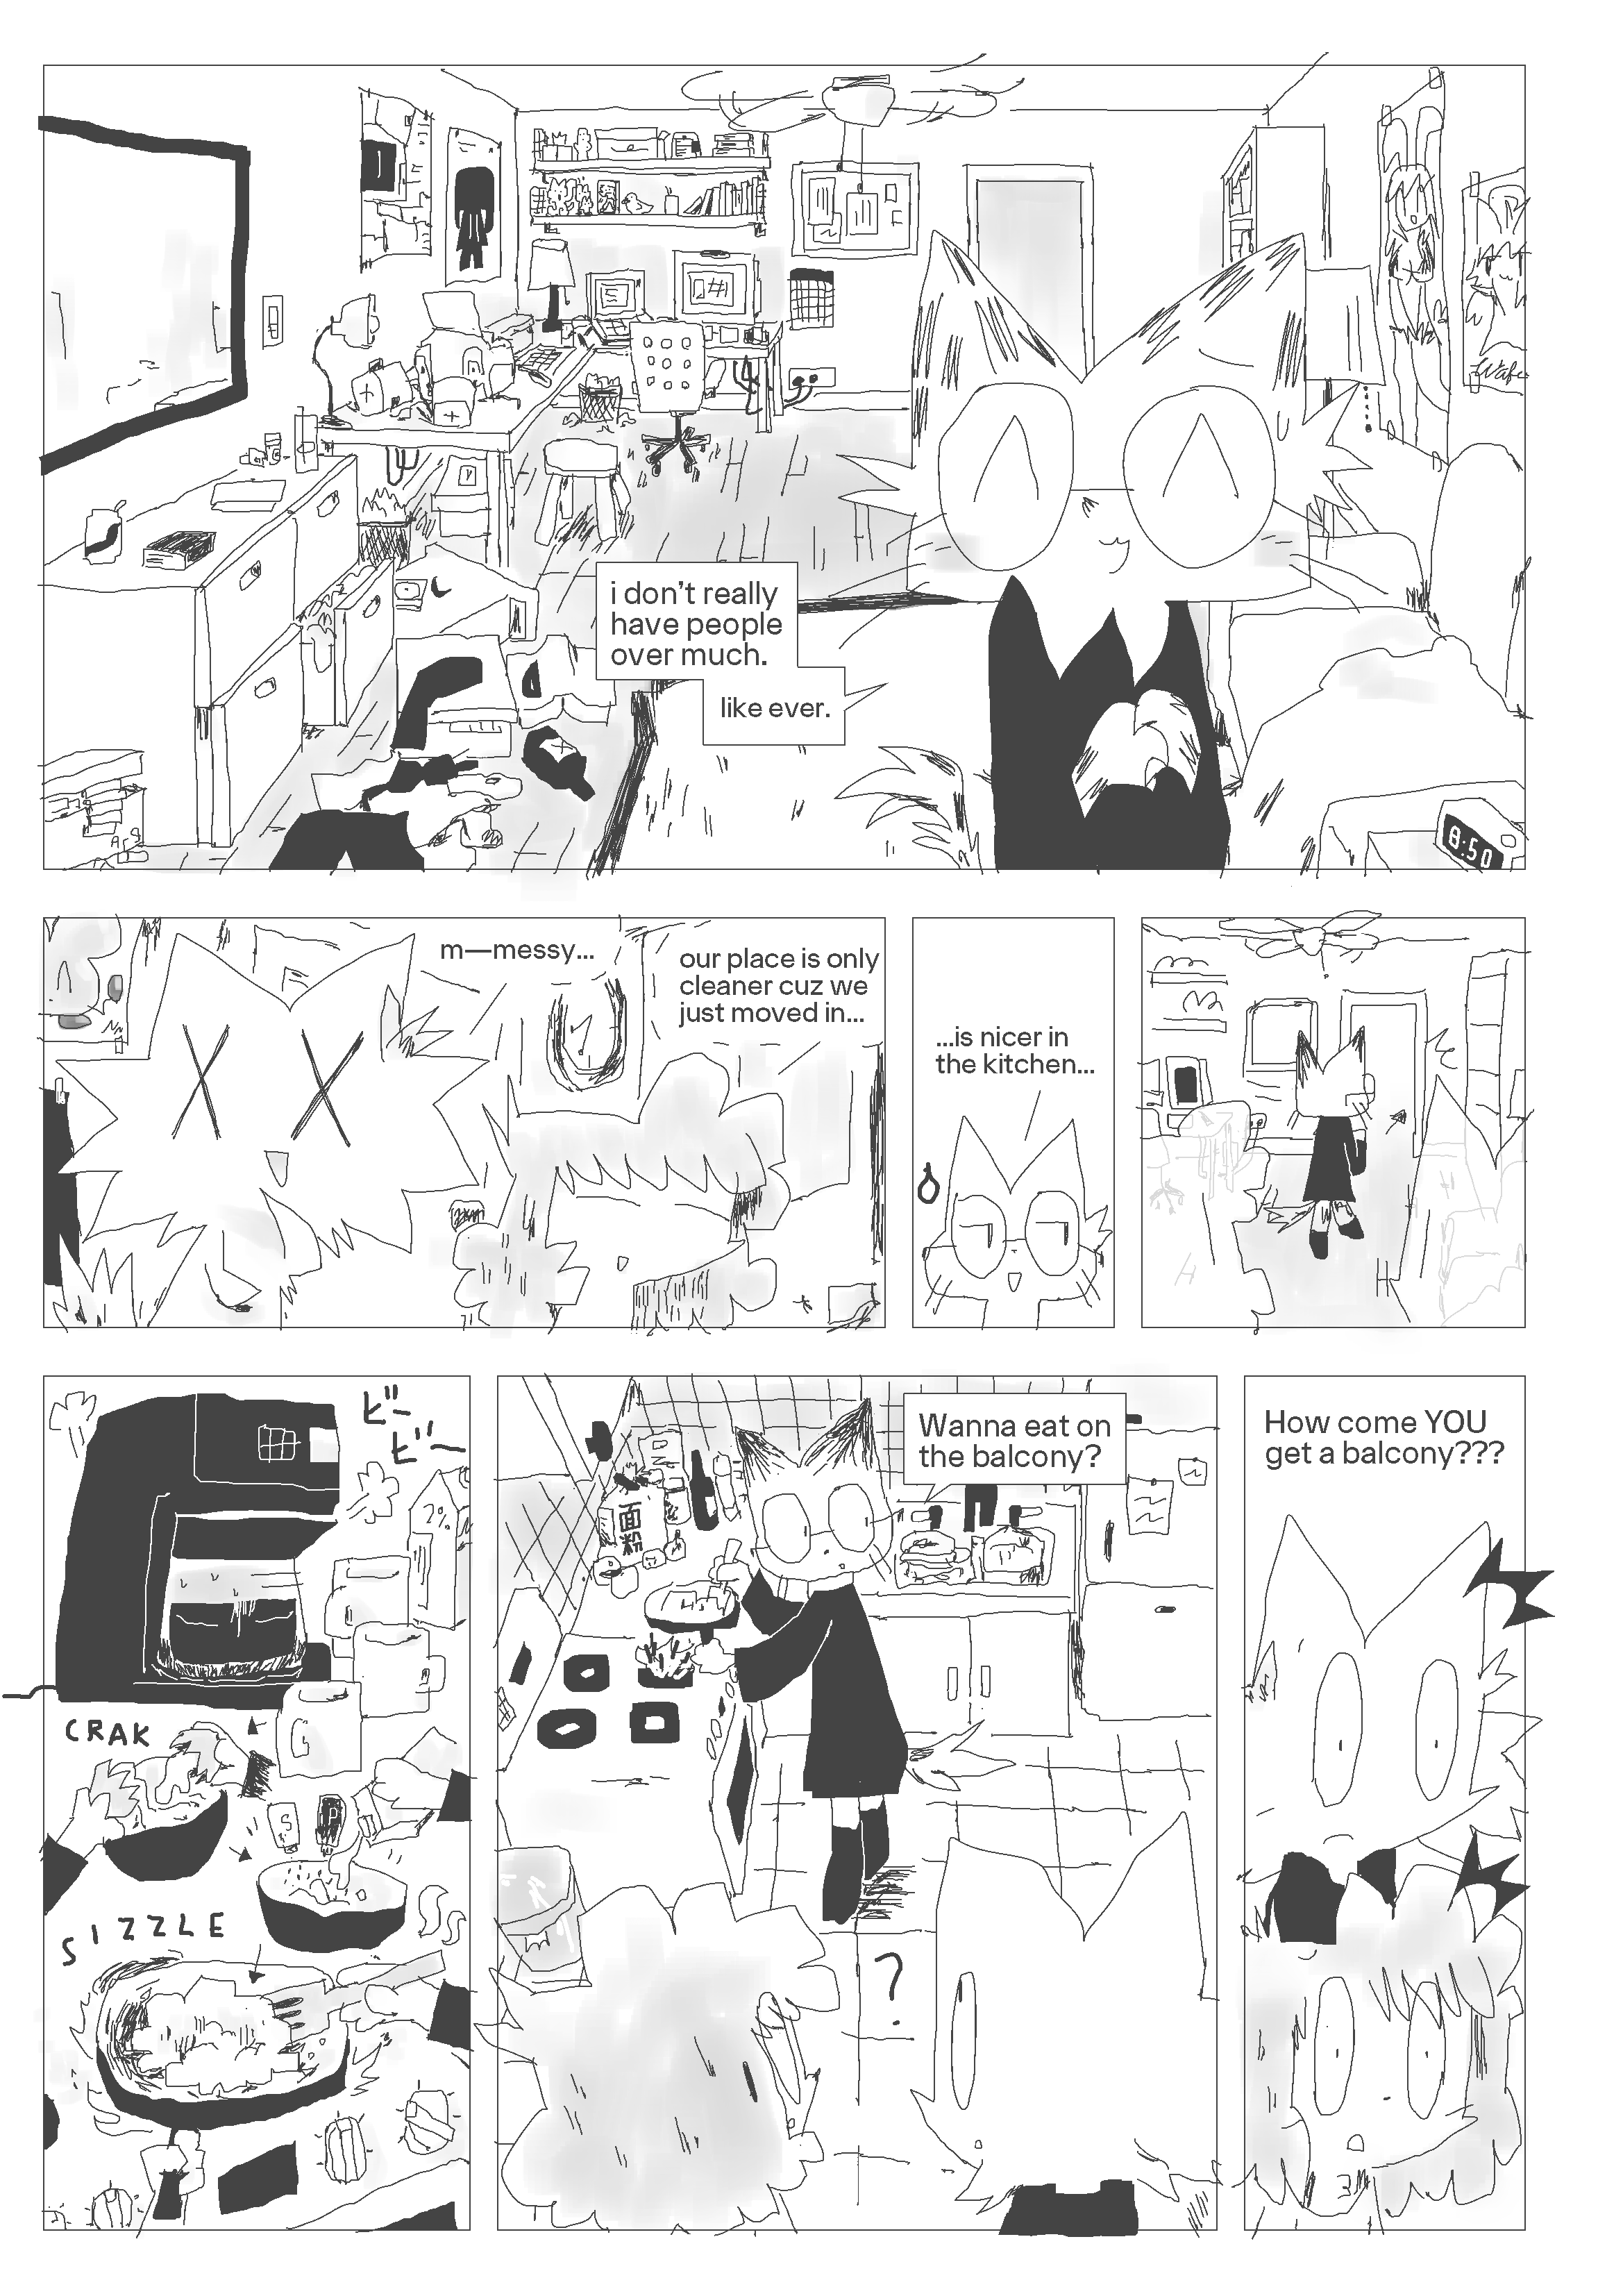 i don't really
have people
over much.
like ever.
8:50
m—messy...
our place is only
cleaner cuz we
just moved in...
...is nicer in
the kitchen...
ビー
ビー
2%
CRAK
S
P
SIZZLE
Wanna eat on
the balcony?
面粉
?
How come YOU
get a balcony???